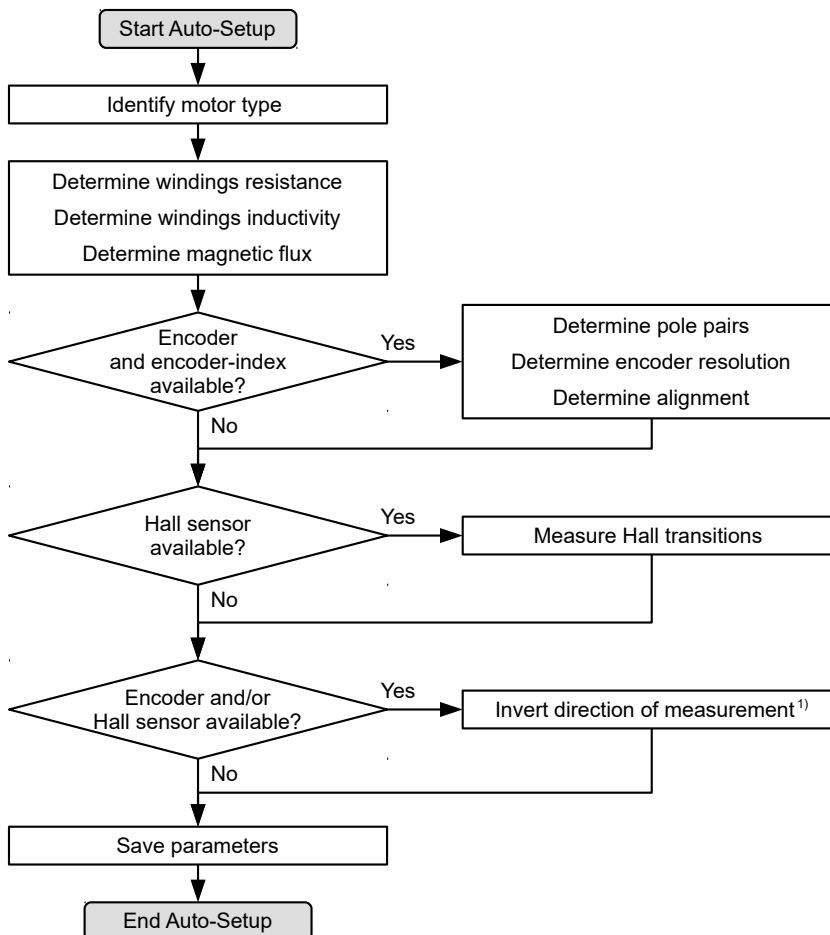 Start Auto-Setup
Identify motor type
Determine windings resistance
Determine windings inductivity
Determine magnetic flux
Encoder
and encoder-index
available?
Yes
Determine pole pairs
Determine encoder resolution
Determine alignment
No
Hall sensor
available?
Yes
Measure Hall transitions
No
Encoder and/or
Hall sensor available?
Yes
Invert direction of measurement 1)
No
Save parameters
End Auto-Setup